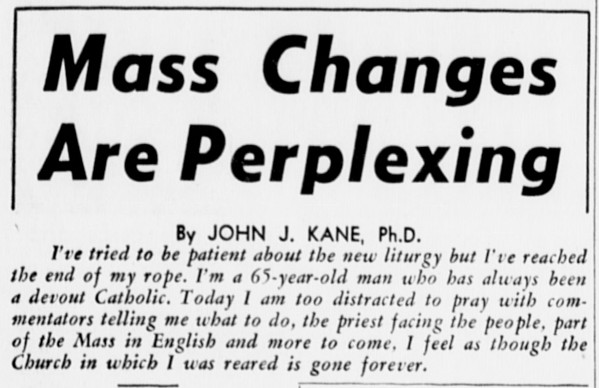 Mass Changes
Are Perplexing
By JOHN J. KANE, Ph.D.
I've tried to be patient about the new liturgy but I've reached
the end of my rope. I'm a 65-year-old man who has always been
a devout Catholic. Today I am too distracted to pray with com-
mentators telling me what to do, the priest facing the people, part
of the Mass in English and more to come, I feel as though the
Church in which I was reared is gone forever.